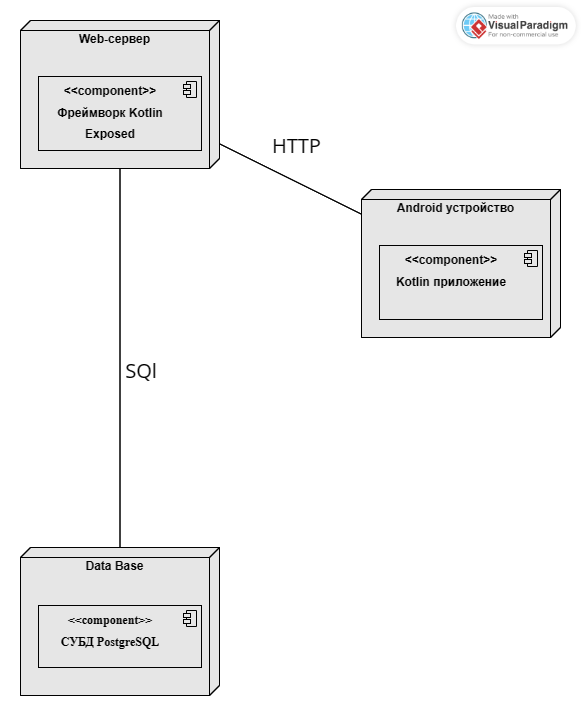 Made with
Visual Paradigm
For non-commercial use
Web-сервер
<<component>>
Фреймворк Kotlin
Exposed
HTTP
Android устройство
<<component>>
Kotlin приложение
SQl
Data Base
<<component>>
СУБД PostgreSQL